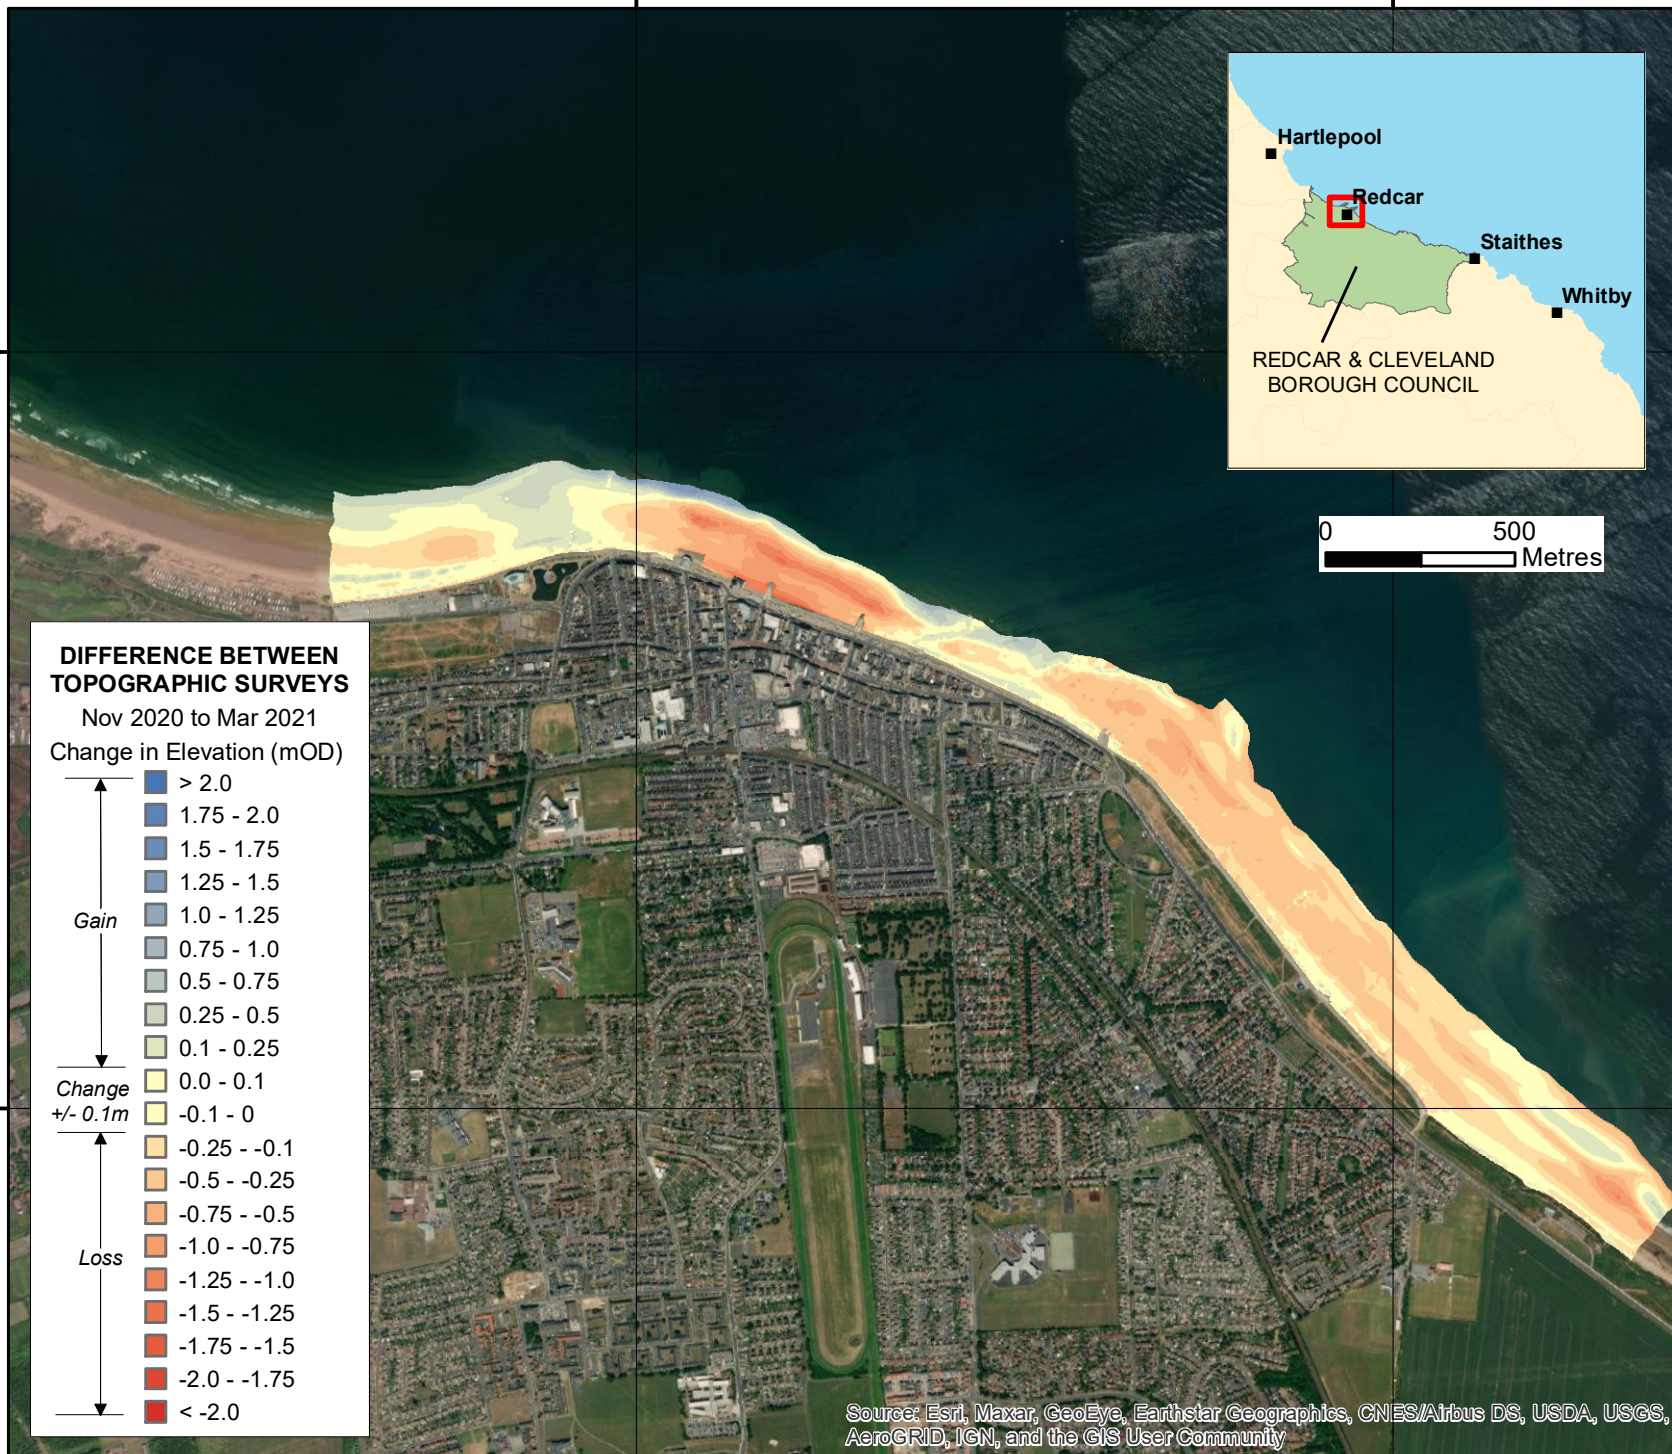 Hartlepool
Redcar
Staithes
Whitby
REDCAR & CLEVELAND
BOROUGH COUNCIL
0 500
Metres
DIFFERENCE BETWEEN
TOPOGRAPHIC SURVEYS
Nov 2020 to Mar 2021
Change in Elevation (mOD)
> 2.0
1.75 - 2.0
1.5 - 1.75
1.25 - 1.5
1.0 - 1.25
Gain
0.75 - 1.0
0.5 - 0.75
0.25 - 0.5
0.1 - 0.25
0.0 - 0.1
Change
+/- 0.1m
-0.1 - 0
-0.25 - -0.1
-0.5 - -0.25
-0.75 - -0.5
-1.0 - -0.75
Loss
-1.25 - -1.0
-1.5 - -1.25
-1.75 - -1.5
-2.0 - -1.75
< -2.0
Source: Esri, Maxar, GeoEye, Earthstar Geographics, CNES/Airbus DS, USDA, USGS,
AeroGRID, IGN, and the GIS User Community